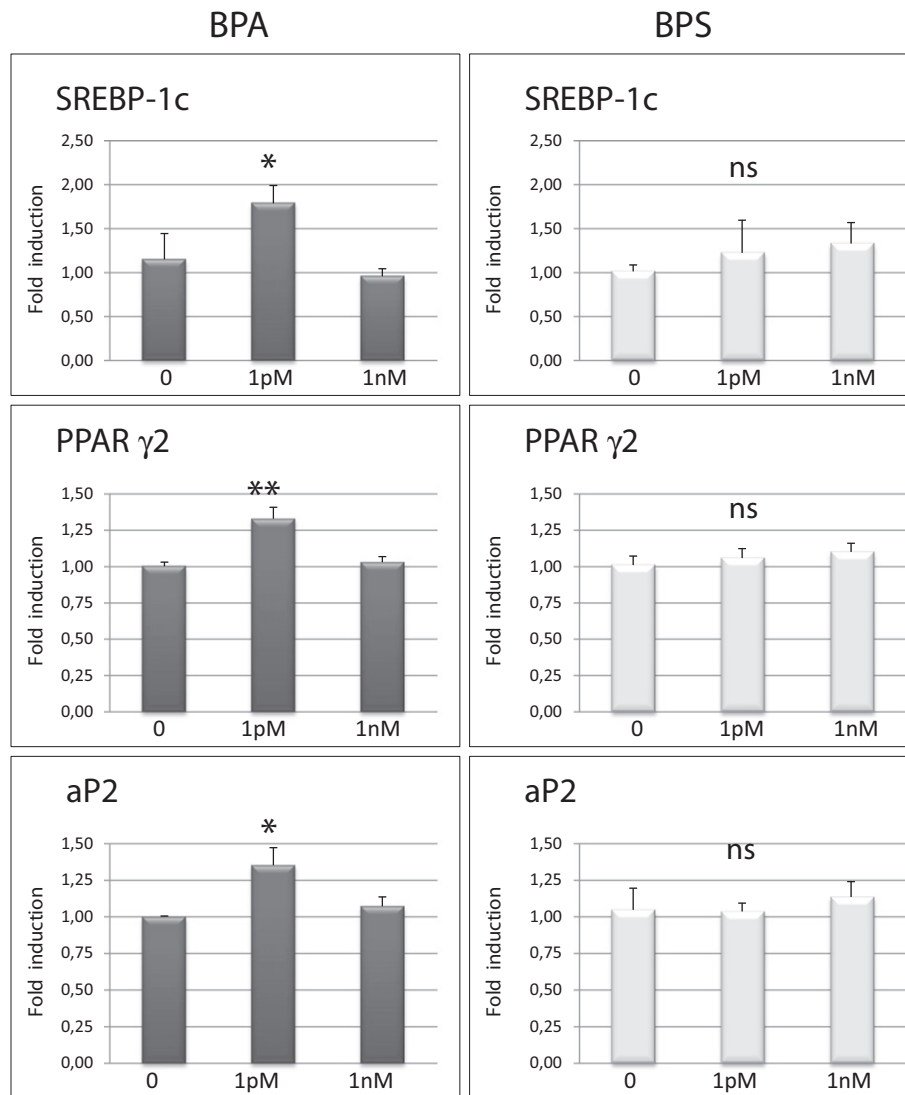 BPA
BPS
SREBP-1c
Fold induction
2,50
2,00
1,50
1,00
0,50
0,00
*
0
1pM
1nM
SREBP-1c
Fold induction
2,50
2,00
1,50
1,00
0,50
0,00
ns
0
1pM
1nM
PPAR γ2
Fold induction
1,50
1,25
1,00
0,75
0,50
0,25
0,00
**
0
1pM
1nM
PPAR γ2
Fold induction
1,50
1,25
1,00
0,75
0,50
0,25
0,00
ns
0
1pM
1nM
aP2
Fold induction
1,50
1,25
1,00
0,75
0,50
0,25
0,00
*
0
1pM
1nM
aP2
Fold induction
1,50
1,25
1,00
0,75
0,50
0,25
0,00
ns
0
1pM
1nM